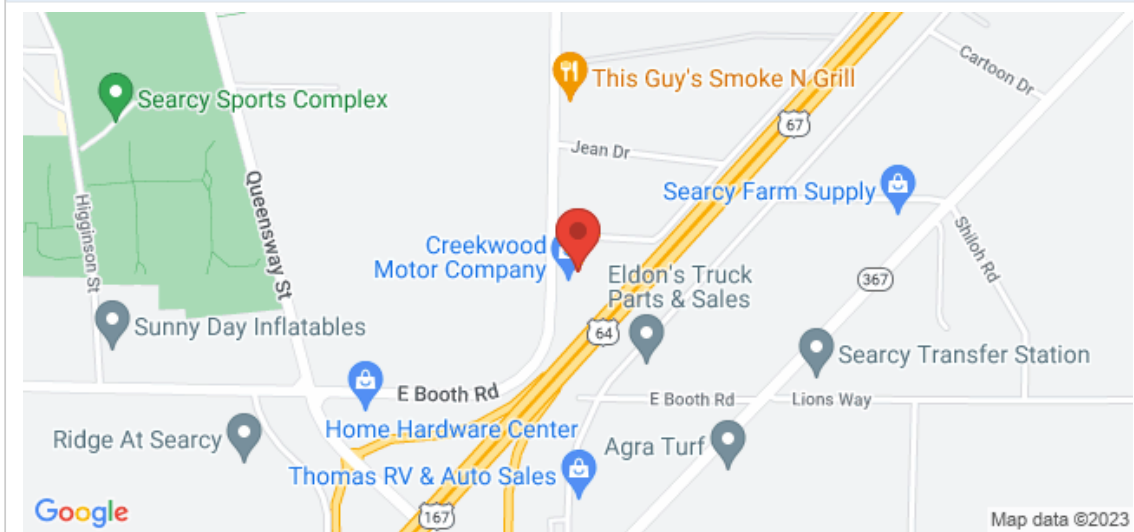 Searcy Sports Complex
This Guy's Smoke N Grill
Cartoon Dr
67
Jean Dr
Higginson St
Queensway St
Searcy Farm Supply
Shiloh Rd
Creekwood
Motor Company
Eldon's Truck
Parts & Sales
367
64
Sunny Day Inflatables
Searcy Transfer Station
E Booth Rd
E Booth Rd
Lions Way
Home Hardware Center
Ridge At Searcy
Agra Turf
Thomas RV & Auto Sales
167
Google
Map data ©2023